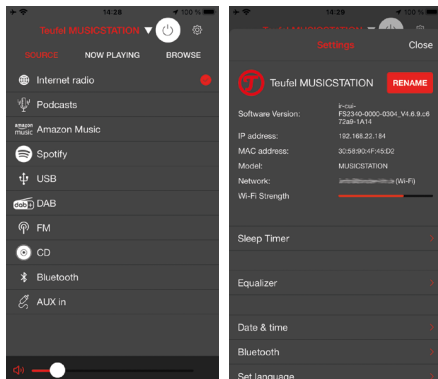 14:28
100 %
Teufel MUSICSTATION
SOURCE NOW PLAYING BROWSE
Internet radio
Podcasts
amazon music Amazon Music
Spotify
USB
dab+ DAB
FM
CD
Bluetooth
AUX in
14:29
100 %
Teufel MUSICSTATION
Settings Close
Teufel MUSICSTATION RENAME
Software Version: ir-cui-
FS2340-0000-0304_V4.6.9.c6
72a9-1A14
IP address: 192.168.22.184
MAC address: 30:58:90:4F:45:D2
Model: MUSICSTATION
Network: (Wi-Fi)
Wi-Fi Strength
Sleep Timer
Equalizer
Date & time
Bluetooth
Set language